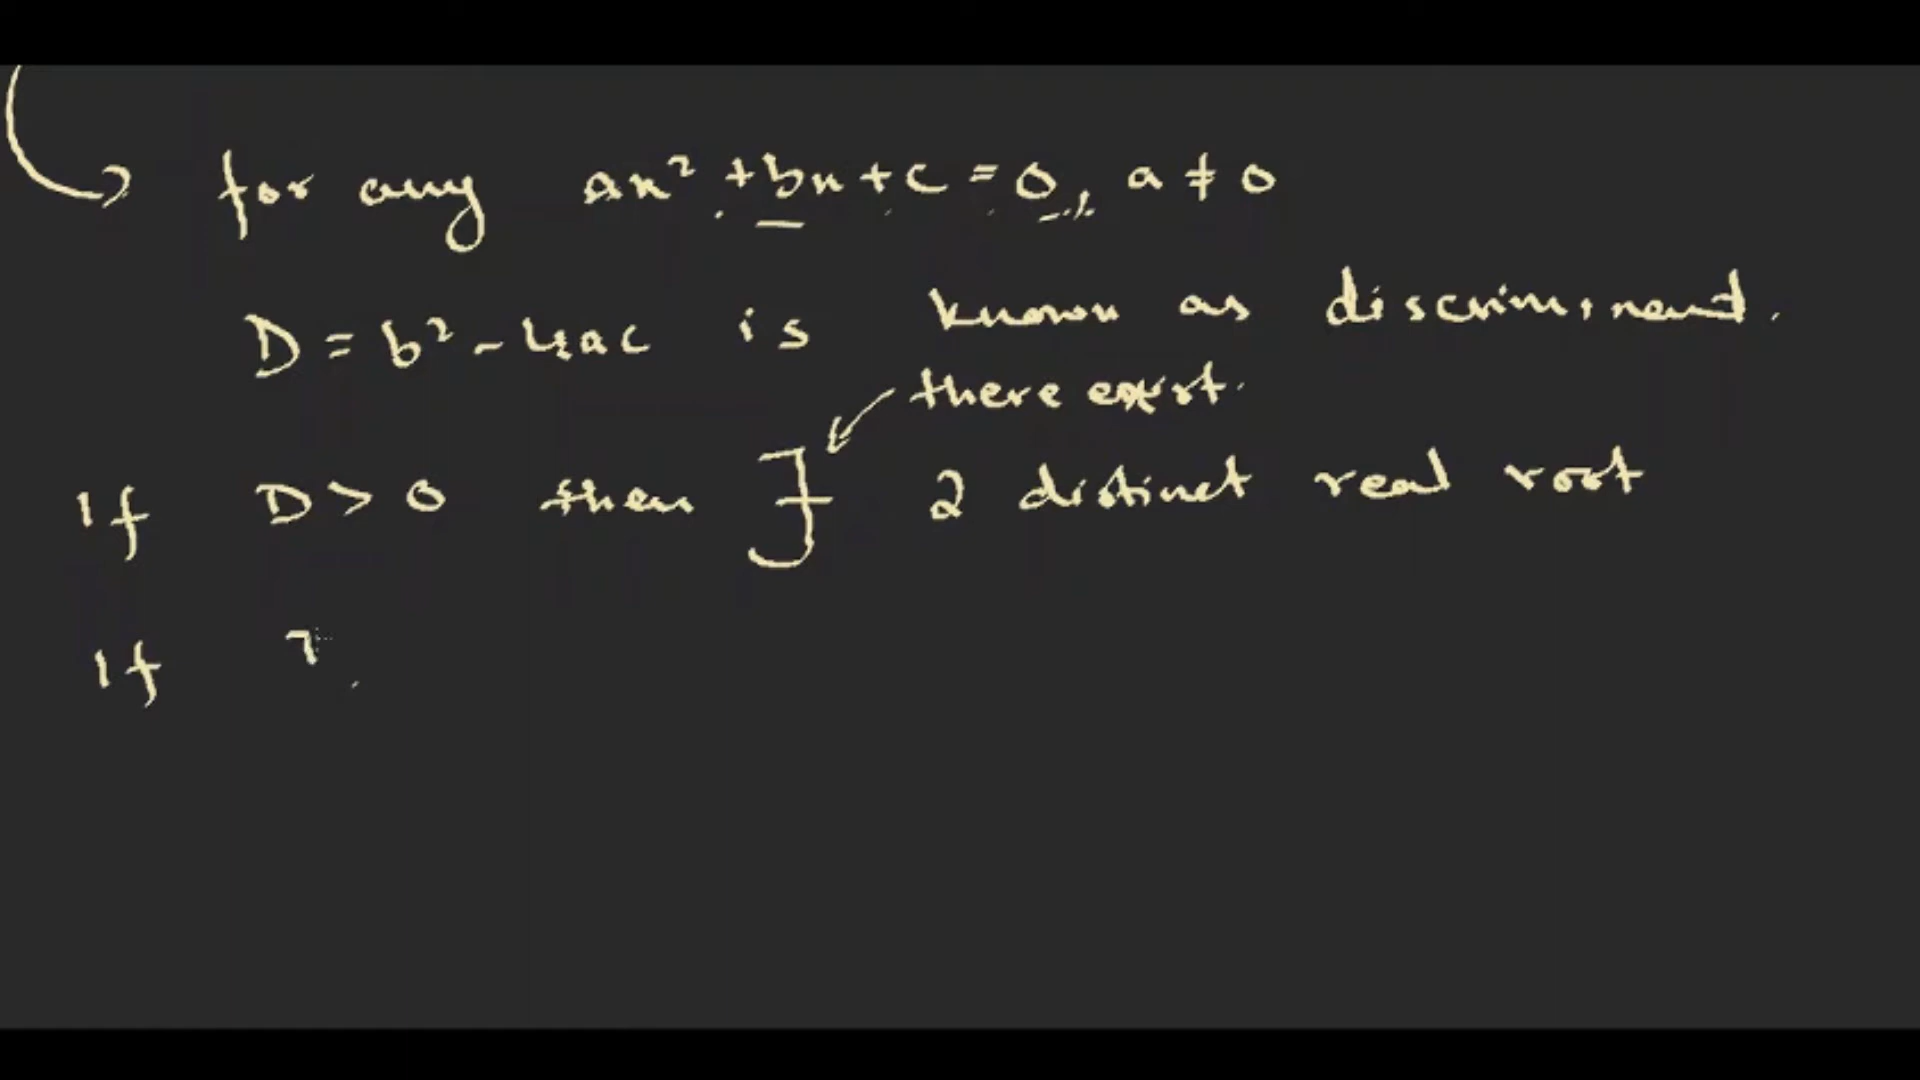 for any ax² + bx + c = 0, a ≠ 0
D = b² - 4ac is known as discriminend.
there exist.
If D > 0 then ∃ 2 distinct real root
If